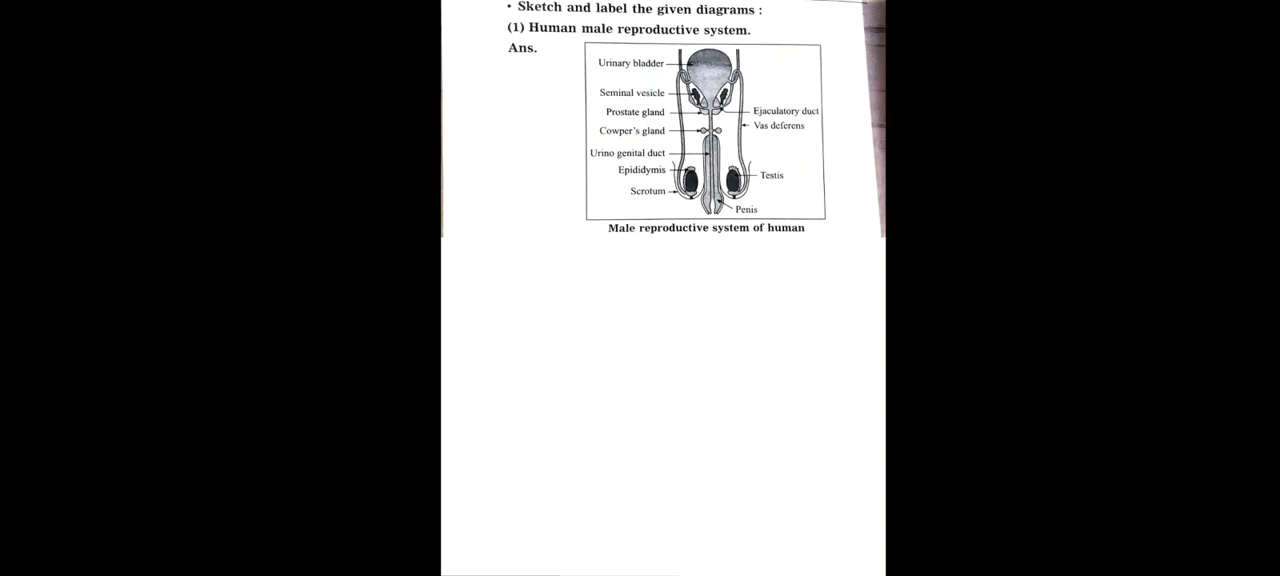 • Sketch and label the given diagrams :
(1) Human male reproductive system.
Ans.
Urinary bladder
Seminal vesicle
Prostate gland
Ejaculatory duct
Vas deferens
Cowper's gland
Urino genital duct
Epididymis
Testis
Scrotum
Penis
Male reproductive system of human